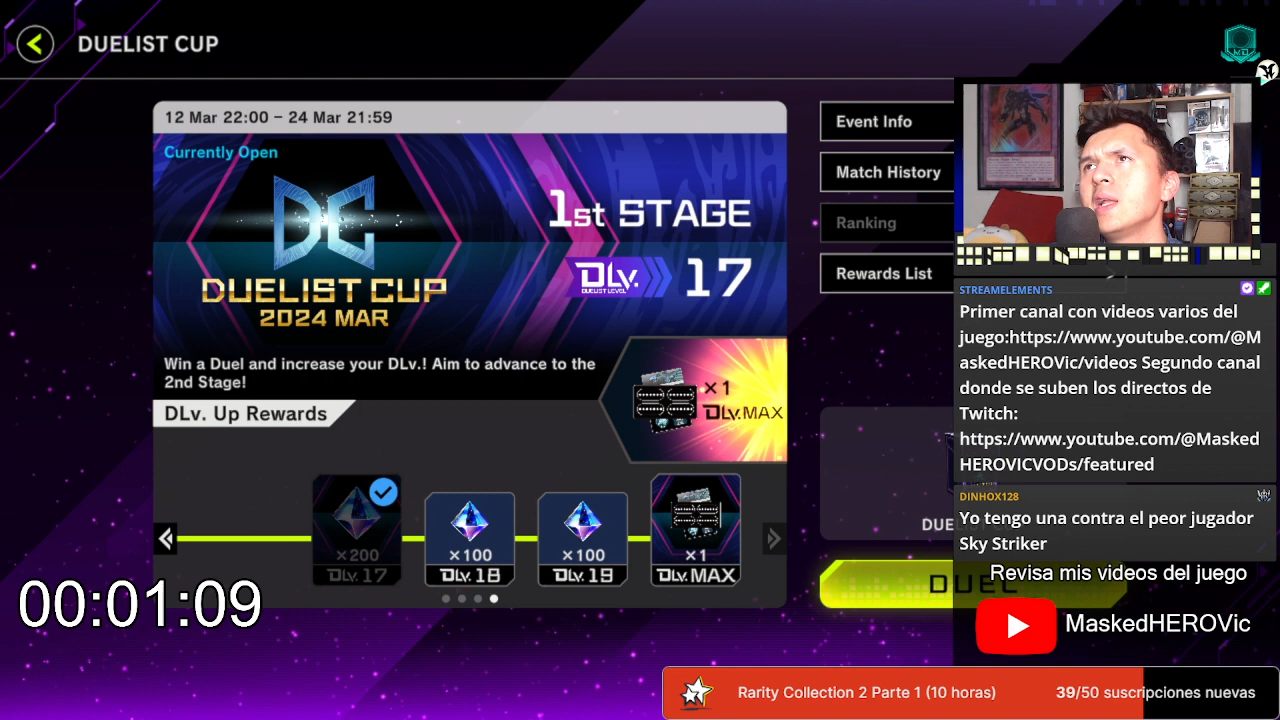 DUELIST CUP
12 Mar 22:00 – 24 Mar 21:59
Currently Open
DC
DUELIST CUP
2024 MAR
1st STAGE
DLv.
DUELIST LEVEL
17
Win a Duel and increase your DLv.! Aim to advance to the
2nd Stage!
×1
DLv.MAX
DLv. Up Rewards
×200
DLv. 17
×100
DLv. 18
×100
DLv. 19
×1
DLv. MAX
00:01:09
Event Info
Match History
Ranking
Rewards List
DUEL
STREAMELEMENTS
Primer canal con videos varios del
juego:https://www.youtube.com/@M
askedHEROVic/videos Segundo canal
donde se suben los directos de
Twitch:
https://www.youtube.com/@Masked
HEROVICVODs/featured
DINHOX128
Yo tengo una contra el peor jugador
Sky Striker
Revisa mis videos del juego
MaskedHEROVic
Rarity Collection 2 Parte 1 (10 horas)
39/50 suscripciones nuevas